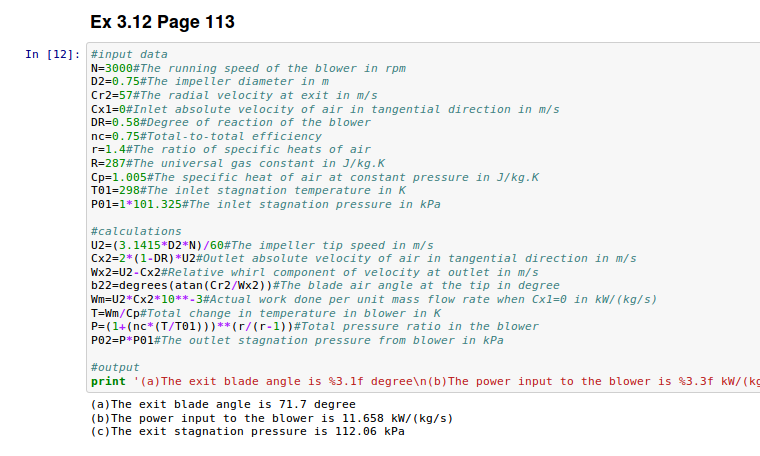 Ex 3.12 Page 113
In [12]: #input data
N=3000#The running speed of the blower in rpm
D2=0.75#The impeller diameter in m
Cr2=57#The radial velocity at exit in m/s
Cx1=0#Inlet absolute velocity of air in tangential direction in m/s
DR=0.58#Degree of reaction of the blower
nc=0.75#Total-to-total efficiency
r=1.4#The ratio of specific heats of air
R=287#The universal gas constant in J/kg.K
Cp=1.005#The specific heat of air at constant pressure in J/kg.K
T01=298#The inlet stagnation temperature in K
P01=1*101.325#The inlet stagnation pressure in kPa
#calculations
U2=(3.1415*D2*N)/60#The impeller tip speed in m/s
Cx2=2*(1-DR)*U2#Outlet absolute velocity of air in tangential direction in m/s
Wx2=U2-Cx2#Relative whirl component of velocity at outlet in m/s
b22=degrees(atan(Cr2/Wx2))#The blade air angle at the tip in degree
Wm=U2*Cx2*10**-3#Actual work done per unit mass flow rate when Cx1=0 in kW/(kg/s)
T=Wm/Cp#Total change in temperature in blower in K
P=(1+(nc*(T/T01)))**(r/(r-1))#Total pressure ratio in the blower
P02=P*P01#The outlet stagnation pressure from blower in kPa
#output
print '(a)The exit blade angle is %3.1f degree\n(b)The power input to the blower is %3.3f kW/(kg
(a)The exit blade angle is 71.7 degree
(b)The power input to the blower is 11.658 kW/(kg/s)
(c)The exit stagnation pressure is 112.06 kPa